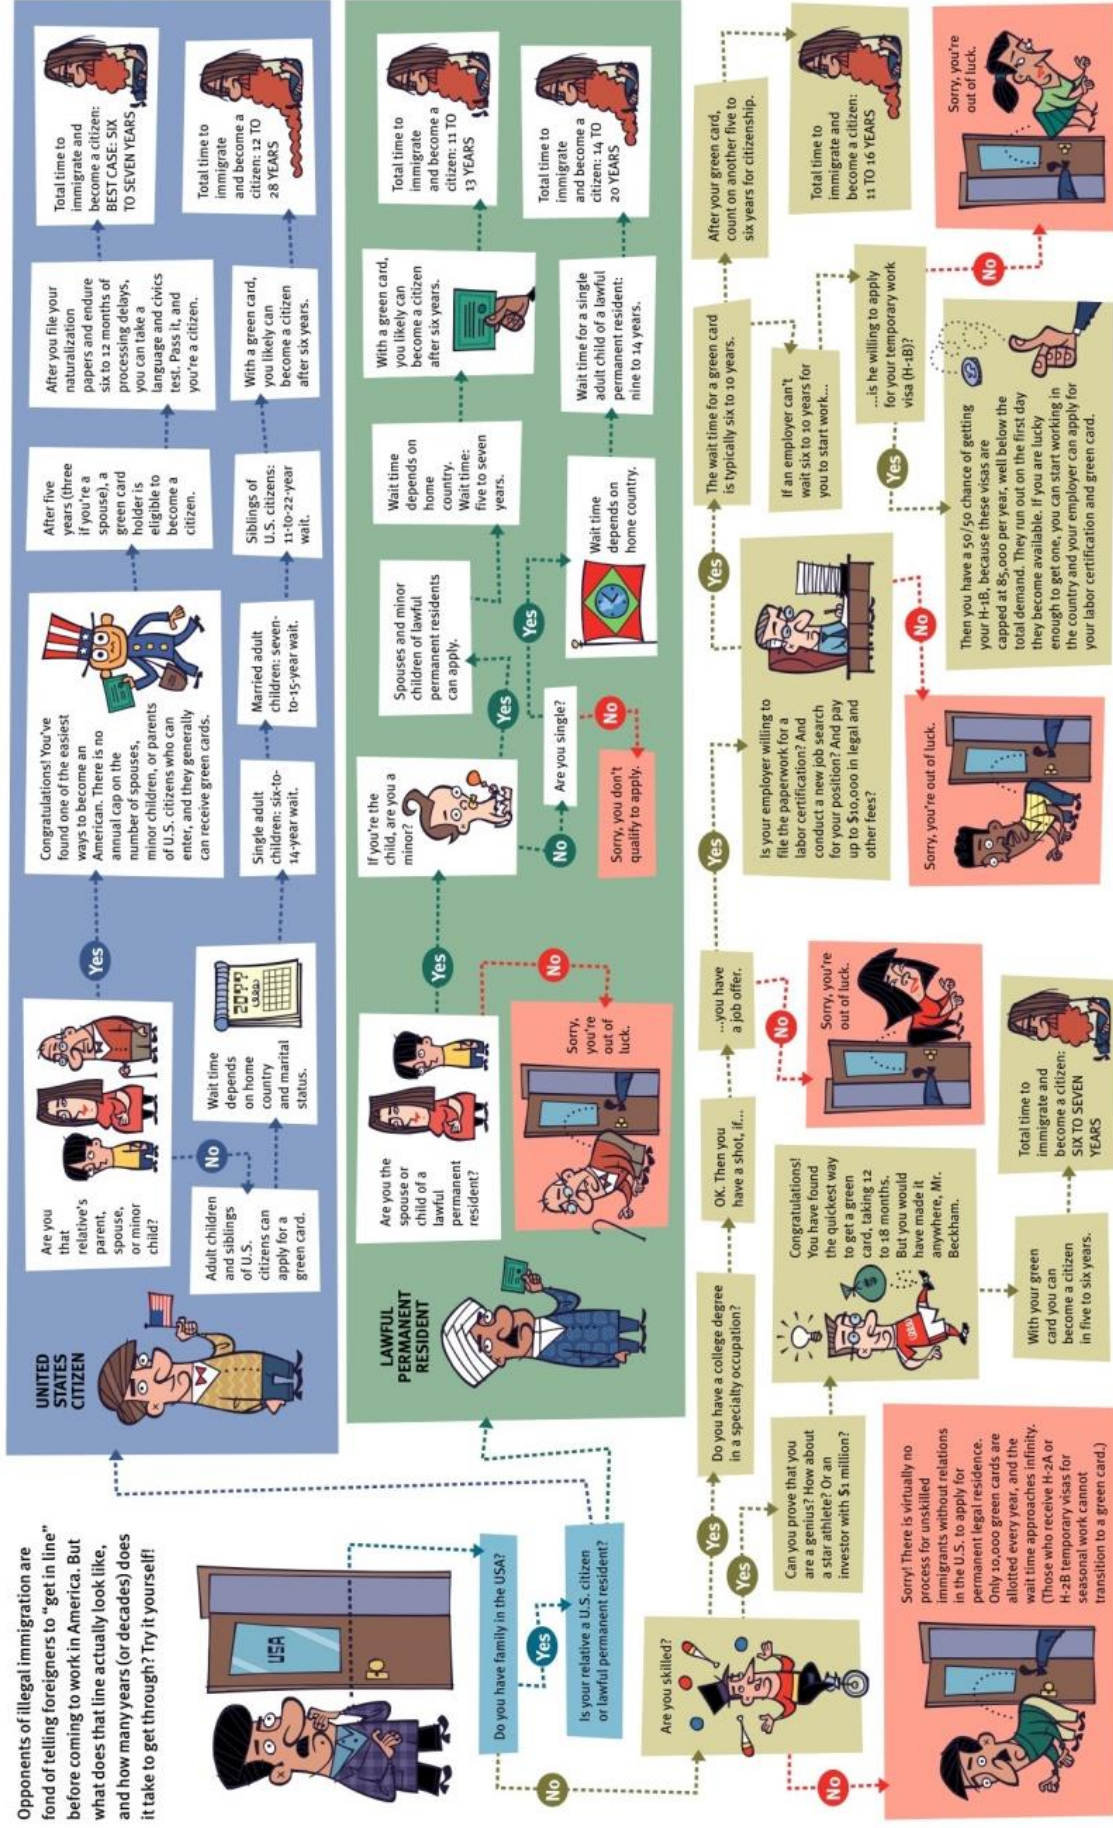 Opponents of illegal immigration are
fond of telling foreigners to “get in line”
before coming to work in America. But
what does that line actually look like,
and how many years (or decades) does
it take to get through? Try it yourself!
USA
Do you have family in the USA?
Yes
Is your relative a U.S. citizen
or lawful permanent resident?
No
UNITED
STATES
CITIZEN
Are you
that
relative's
parent,
spouse,
or minor
child?
Yes
Congratulations! You've
found one of the easiest
ways to become an
American. There is no
annual cap on the
number of spouses,
minor children, or parents
of U.S. citizens who can
enter, and they generally
can receive green cards.
After five
years (three
if you're a
spouse), a
green card
holder is
eligible to
become a
citizen.
After you file your
naturalization
papers and endure
six to 12 months of
processing delays,
you can take a
language and civics
test. Pass it, and
you're a citizen.
Total time to
immigrate and
become a citizen:
BEST CASE: SIX
TO SEVEN YEARS
No
Adult children
and siblings
of U.S.
citizens can
apply for a
green card.
Wait time
depends
on home
country
and marital
status.
Single adult
children: six-to-
14-year wait.
Married adult
children: seven-
to-15-year wait.
Siblings of
U.S. citizens:
11-to-22-year
wait.
With a green card,
you likely can
become a citizen
after six years.
Total time to
immigrate
and become a
citizen: 12 TO
28 YEARS
LAWFUL
PERMANENT
RESIDENT
Are you the
spouse or
child of a
lawful
permanent
resident?
No
Sorry,
you're
out of
luck.
Yes
If you're the
child, are you a
minor?
Yes
Spouses and minor
children of lawful
permanent residents
can apply.
Wait time
depends on
home
country.
Wait time:
five to seven
years.
With a green card,
you likely can
become a citizen
after six years.
Total time to
immigrate
and become a
citizen: 11 TO
13 YEARS
No
Are you single?
No
Sorry, you don't
qualify to apply.
Yes
Wait time
depends on
home country.
Wait time for a single
adult child of a lawful
permanent resident:
nine to 14 years.
Total time to
immigrate
and become a
citizen: 14 TO
20 YEARS
Are you skilled?
No
Sorry! There is virtually no
process for unskilled
immigrants without relations
in the U.S. to apply for
permanent legal residence.
Only 10,000 green cards are
allotted every year, and the
wait time approaches infinity.
(Those who receive H-2A or
H-2B temporary visas for
seasonal work cannot
transition to a green card.)
Yes
Can you prove that you
are a genius? How about
a star athlete? Or an
investor with $1 million?
Congratulations!
You have found
the quickest way
to get a green
card, taking 12
to 18 months.
But you would
have made it
anywhere, Mr.
Beckham.
With your green
card you can
become a citizen
in five to six years.
Total time to
immigrate and
become a citizen:
SIX TO SEVEN
YEARS
Yes
Do you have a college degree
in a specialty occupation?
OK. Then you
have a shot, if...
...you have
a job offer.
No
Sorry, you're
out of luck.
Yes
Is your employer willing to
file the paperwork for a
labor certification? And
conduct a new job search
for your position? And pay
up to $10,000 in legal and
other fees?
No
Sorry, you're out of luck.
Yes
The wait time for a green card
is typically six to 10 years.
After your green card,
count on another five to
six years for citizenship.
Total time to
immigrate and
become a citizen:
11 TO 16 YEARS
If an employer can't
wait six to 10 years for
you to start work...
...is he willing to apply
for your temporary work
visa (H-1B)?
No
Sorry, you're
out of luck.
Yes
Then you have a 50/50 chance of getting
your H-1B, because these visas are
capped at 85,000 per year, well below the
total demand. They run out on the first day
they become available. If you are lucky
enough to get one, you can start working in
the country and your employer can apply for
your labor certification and green card.